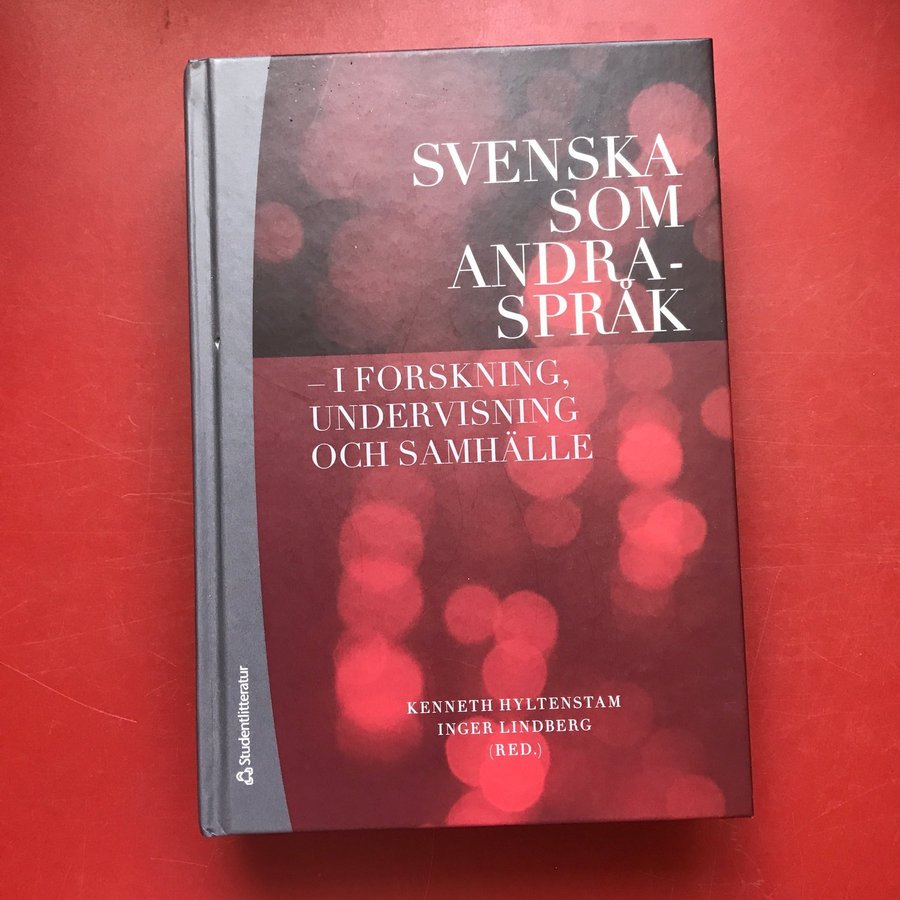 SVENSKA
SOM
ANDRA-
SPRÅK
– I FORSKNING,
UNDERVISNING
OCH SAMHÄLLE
KENNETH HYLTENSTAM
INGER LINDBERG
(RED.)
Studentlitteratur